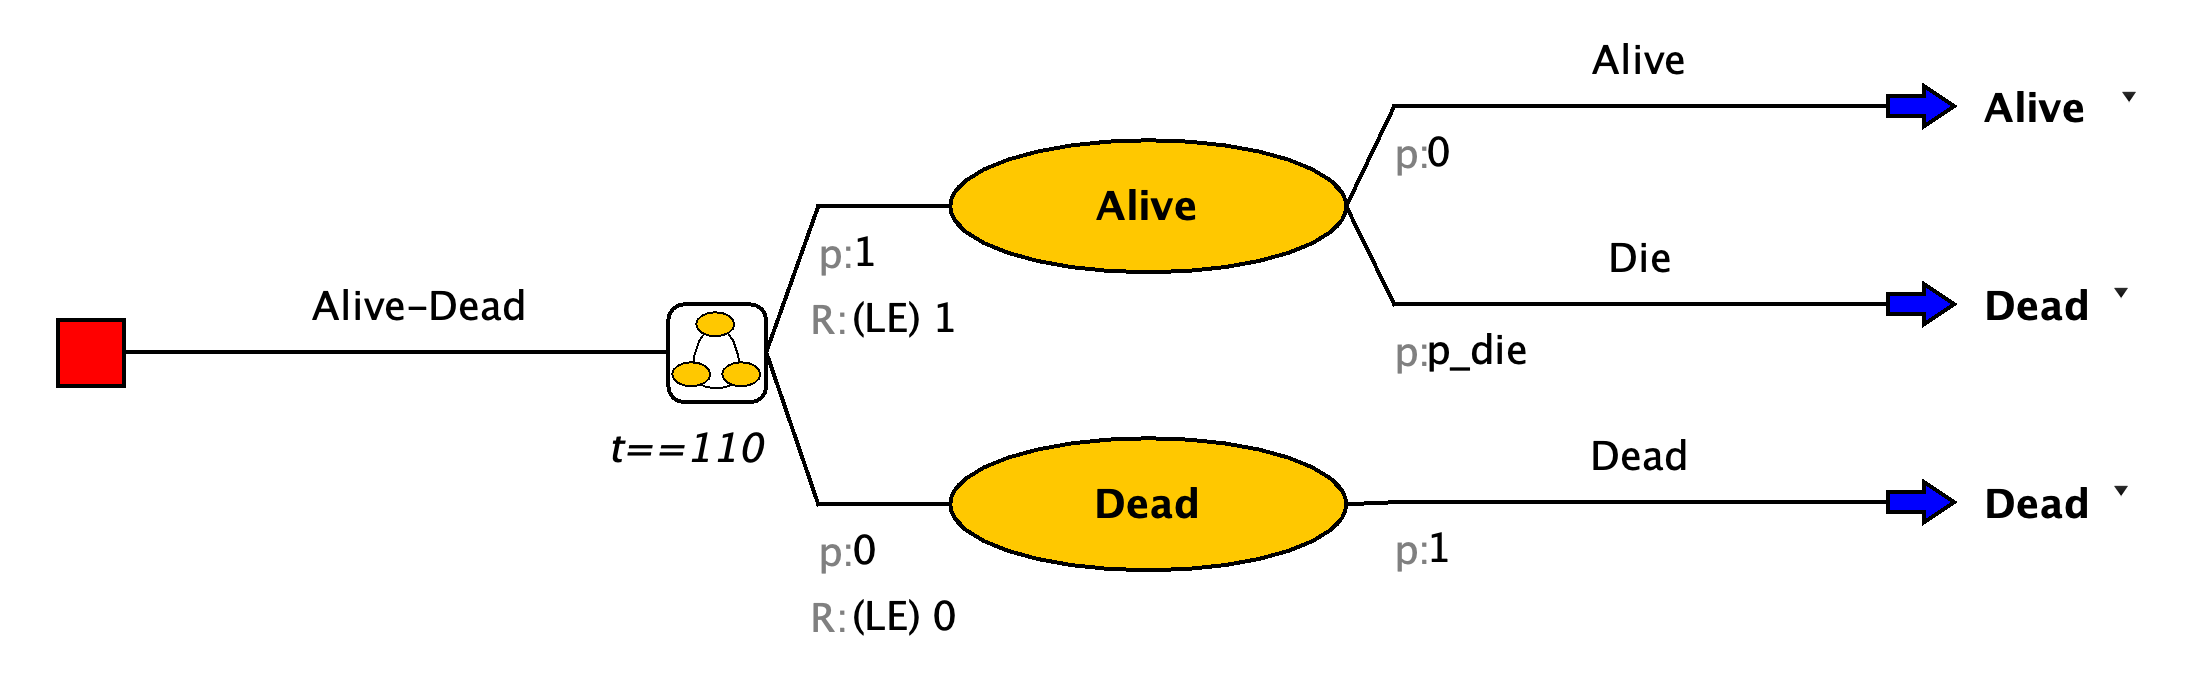 Alive-Dead
t==110
p:1
R:(LE) 1
Alive
p:0
R:(LE) 0
Dead
Alive
p:0
Alive
Die
p:p_die
Dead
Dead
p:1
Dead